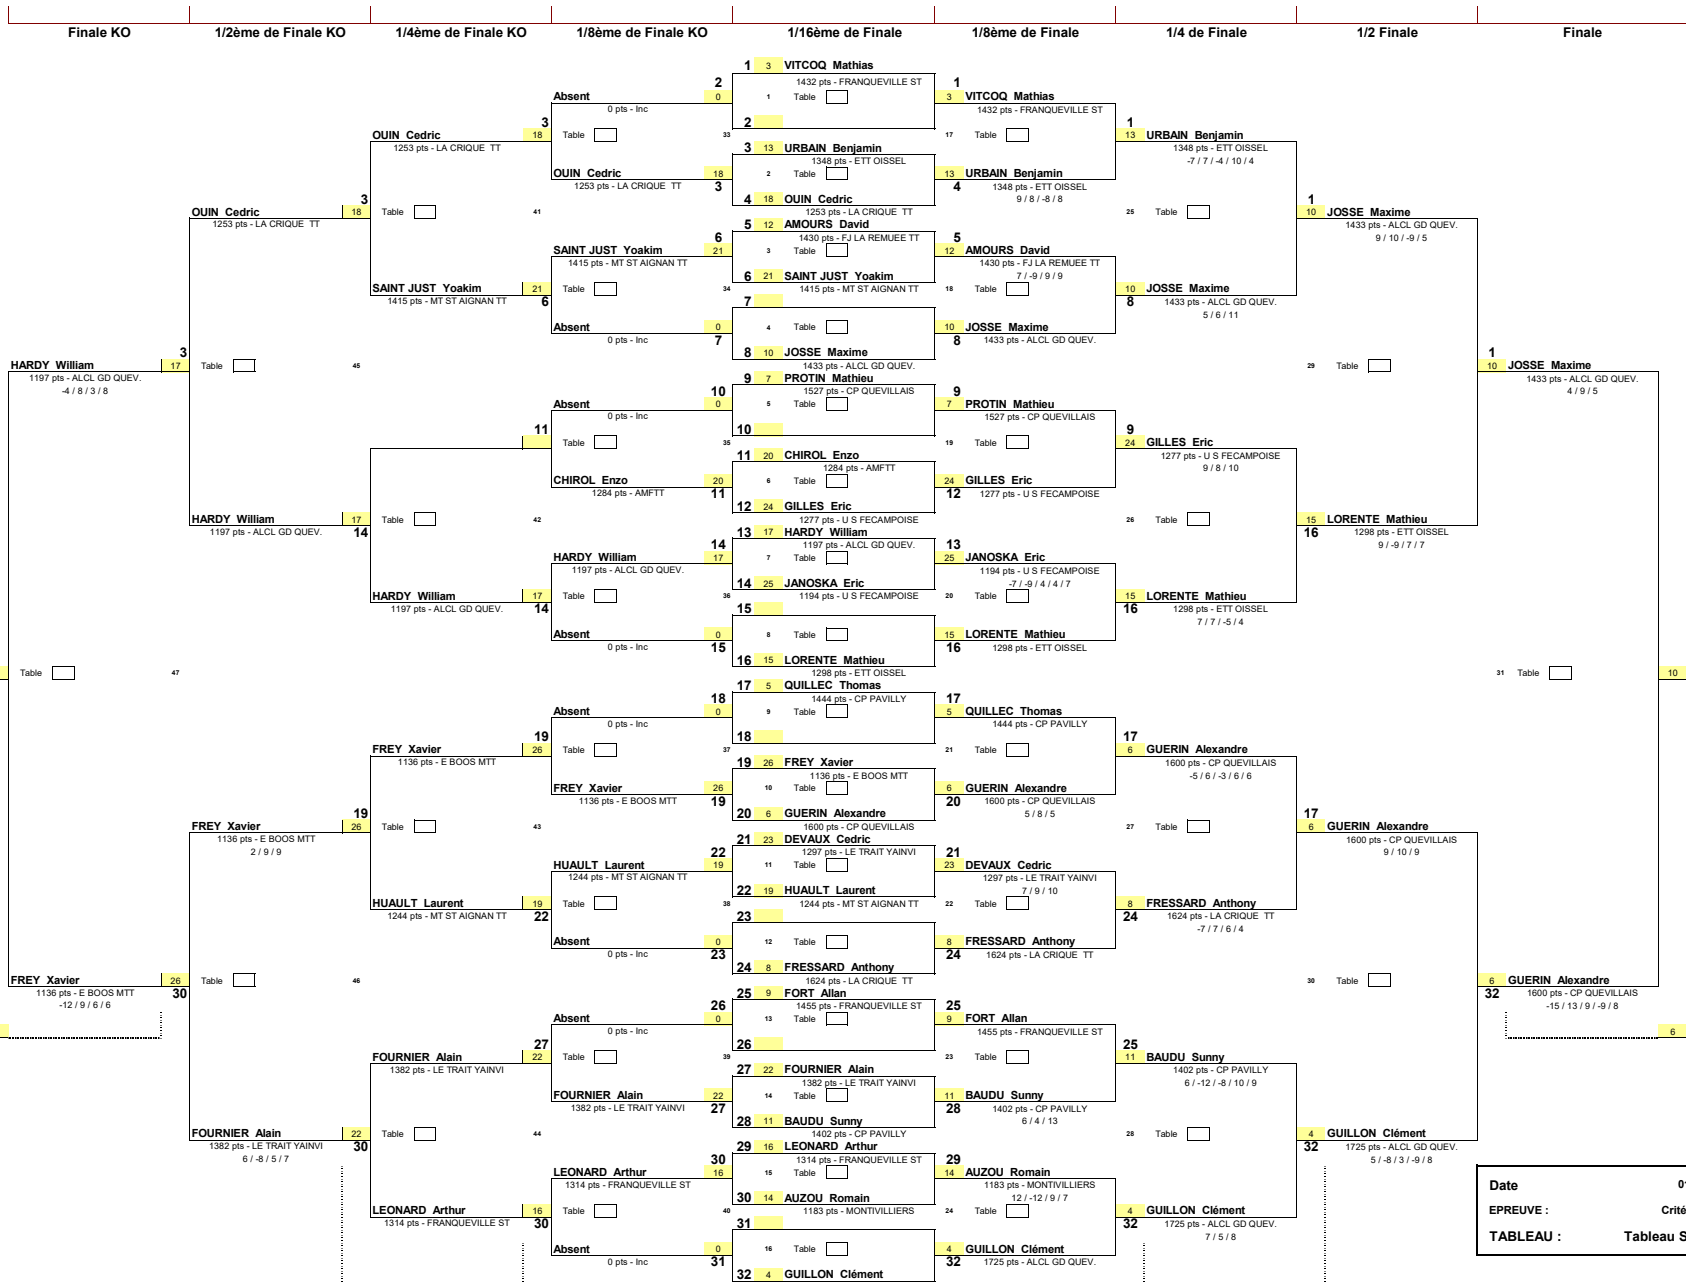 Finale KO
1/2ème de Finale KO
1/4ème de Finale KO
1/8ème de Finale KO
1/16ème de Finale
1/8ème de Finale
1/4 de Finale
1/2 Finale
Finale
HARDY William 3 17
1197 pts - ALCL GD QUEV.
-4 / 8 / 3 / 8
Table 47
FREY Xavier 26
1136 pts - E BOOS MTT 30
-12 / 9 / 6 / 6
OUIN Cedric 3 18
1253 pts - LA CRIQUE TT
Table 45
HARDY William 17
1197 pts - ALCL GD QUEV. 14
FREY Xavier 19 26
1136 pts - E BOOS MTT
2 / 9 / 9
Table 46
FOURNIER Alain 22
1382 pts - LE TRAIT YAINVI 30
6 / -8 / 5 / 7
OUIN Cedric 3 18
1253 pts - LA CRIQUE TT
Table 41
SAINT JUST Yoakim 21
1415 pts - MT ST AIGNAN TT 6
11
Table 42
HARDY William 17
1197 pts - ALCL GD QUEV. 14
FREY Xavier 19 26
1136 pts - E BOOS MTT
Table 43
HUAULT Laurent 19
1244 pts - MT ST AIGNAN TT 22
FOURNIER Alain 27 22
1382 pts - LE TRAIT YAINVI
Table 44
LEONARD Arthur 16
1314 pts - FRANQUEVILLE ST 30
Absent 2 0
0 pts - Inc
Table 33
OUIN Cedric 18
1253 pts - LA CRIQUE TT 3
SAINT JUST Yoakim 6 21
1415 pts - MT ST AIGNAN TT
Table 34
Absent 0
0 pts - Inc 7
Absent 10 0
0 pts - Inc
Table 35
CHIROL Enzo 20
1284 pts - AMFTT 11
HARDY William 14 17
1197 pts - ALCL GD QUEV.
Table 36
Absent 0
0 pts - Inc 15
Absent 18 0
0 pts - Inc
Table 37
FREY Xavier 26
1136 pts - E BOOS MTT 19
HUAULT Laurent 22 19
1244 pts - MT ST AIGNAN TT
Table 38
Absent 0
0 pts - Inc 23
Absent 26 0
0 pts - Inc
Table 39
FOURNIER Alain 22
1382 pts - LE TRAIT YAINVI 27
LEONARD Arthur 30 16
1314 pts - FRANQUEVILLE ST
Table 40
Absent 0
0 pts - Inc 31
1 3 VITCOQ Mathias
1432 pts - FRANQUEVILLE ST
1 Table
2
3 13 URBAIN Benjamin
1348 pts - ETT OISSEL
2 Table
4 18 OUIN Cedric
1253 pts - LA CRIQUE TT
5 12 AMOURS David
1430 pts - FJ LA REMUEE TT
3 Table
6 21 SAINT JUST Yoakim
1415 pts - MT ST AIGNAN TT
7
4 Table
8 10 JOSSE Maxime
1433 pts - ALCL GD QUEV.
9 7 PROTIN Mathieu
1527 pts - CP QUEVILLAIS
5 Table
10
11 20 CHIROL Enzo
1284 pts - AMFTT
6 Table
12 24 GILLES Eric
1277 pts - U S FECAMPOISE
13 17 HARDY William
1197 pts - ALCL GD QUEV.
7 Table
14 25 JANOSKA Eric
1194 pts - U S FECAMPOISE
15
8 Table
16 15 LORENTE Mathieu
1298 pts - ETT OISSEL
17 5 QUILLEC Thomas
1444 pts - CP PAVILLY
9 Table
18
19 26 FREY Xavier
1136 pts - E BOOS MTT
10 Table
20 6 GUERIN Alexandre
1600 pts - CP QUEVILLAIS
21 23 DEVAUX Cedric
1297 pts - LE TRAIT YAINVI
11 Table
22 19 HUAULT Laurent
1244 pts - MT ST AIGNAN TT
23
12 Table
24 8 FRESSARD Anthony
1624 pts - LA CRIQUE TT
25 9 FORT Allan
1455 pts - FRANQUEVILLE ST
13 Table
26
27 22 FOURNIER Alain
1382 pts - LE TRAIT YAINVI
14 Table
28 11 BAUDU Sunny
1402 pts - CP PAVILLY
29 16 LEONARD Arthur
1314 pts - FRANQUEVILLE ST
15 Table
30 14 AUZOU Romain
1183 pts - MONTIVILLIERS
31
16 Table
32 4 GUILLON Clément
1
3 VITCOQ Mathias
1432 pts - FRANQUEVILLE ST
17 Table
13 URBAIN Benjamin
4 1348 pts - ETT OISSEL
9 / 8 / -8 / 8
5
12 AMOURS David
1430 pts - FJ LA REMUEE TT
7 / -9 / 9 / 9
18 Table
10 JOSSE Maxime
8 1433 pts - ALCL GD QUEV.
9
7 PROTIN Mathieu
1527 pts - CP QUEVILLAIS
19 Table
24 GILLES Eric
12 1277 pts - U S FECAMPOISE
13
25 JANOSKA Eric
1194 pts - U S FECAMPOISE
-7 / -9 / 4 / 4 / 7
20 Table
15 LORENTE Mathieu
16 1298 pts - ETT OISSEL
17
5 QUILLEC Thomas
1444 pts - CP PAVILLY
21 Table
6 GUERIN Alexandre
20 1600 pts - CP QUEVILLAIS
5 / 8 / 5
21
23 DEVAUX Cedric
1297 pts - LE TRAIT YAINVI
7 / 9 / 10
22 Table
8 FRESSARD Anthony
24 1624 pts - LA CRIQUE TT
25
9 FORT Allan
1455 pts - FRANQUEVILLE ST
23 Table
11 BAUDU Sunny
28 1402 pts - CP PAVILLY
6 / 4 / 13
29
14 AUZOU Romain
1183 pts - MONTIVILLIERS
12 / -12 / 9 / 7
24 Table
4 GUILLON Clément
32 1725 pts - ALCL GD QUEV.
1
13 URBAIN Benjamin
1348 pts - ETT OISSEL
-7 / 7 / -4 / 10 / 4
25 Table
10 JOSSE Maxime
8 1433 pts - ALCL GD QUEV.
5 / 6 / 11
9
24 GILLES Eric
1277 pts - U S FECAMPOISE
9 / 8 / 10
26 Table
15 LORENTE Mathieu
16 1298 pts - ETT OISSEL
7 / 7 / -5 / 4
17
6 GUERIN Alexandre
1600 pts - CP QUEVILLAIS
-5 / 6 / -3 / 6 / 6
27 Table
8 FRESSARD Anthony
24 1624 pts - LA CRIQUE TT
-7 / 7 / 6 / 4
25
11 BAUDU Sunny
1402 pts - CP PAVILLY
6 / -12 / -8 / 10 / 9
28 Table
4 GUILLON Clément
32 1725 pts - ALCL GD QUEV.
7 / 5 / 8
1
10 JOSSE Maxime
1433 pts - ALCL GD QUEV.
9 / 10 / -9 / 5
29 Table
15 LORENTE Mathieu
16 1298 pts - ETT OISSEL
9 / -9 / 7 / 7
17
6 GUERIN Alexandre
1600 pts - CP QUEVILLAIS
9 / 10 / 9
30 Table
4 GUILLON Clément
32 1725 pts - ALCL GD QUEV.
5 / -8 / 3 / -9 / 8
1
10 JOSSE Maxime
1433 pts - ALCL GD QUEV.
4 / 9 / 5
31 Table 10
6 GUERIN Alexandre
32 1600 pts - CP QUEVILLAIS
-15 / 13 / 9 / -9 / 8
6
Date
EPREUVE : Crité
TABLEAU : Tableau S